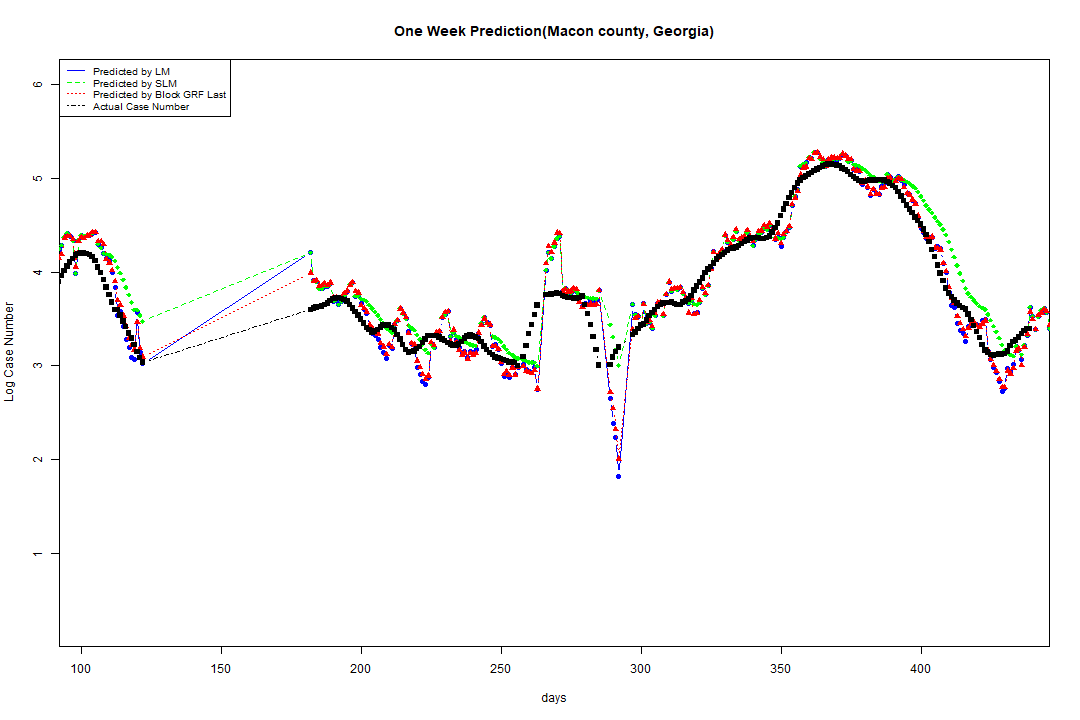 One Week Prediction(Macon county, Georgia)
Predicted by LM
Predicted by SLM
Predicted by Block GRF Last
Actual Case Number
6
5
4
3
2
1
Log Case Number
100 150 200 250 300 350 400
days